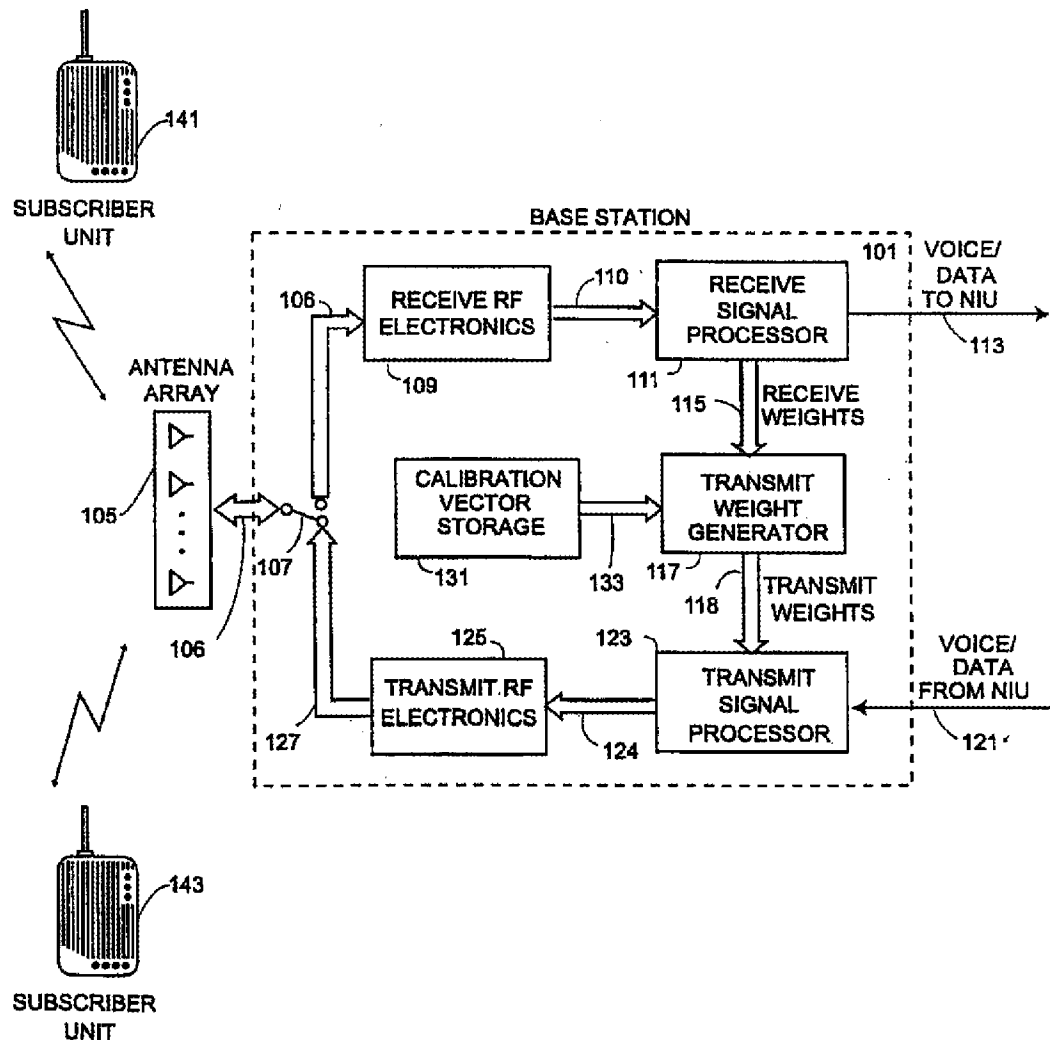 141
SUBSCRIBER
UNIT
BASE STATION
101
VOICE/
DATA
TO NIU
113
106
RECEIVE RF
ELECTRONICS
109
110
RECEIVE
SIGNAL
PROCESSOR
111
115
RECEIVE
WEIGHTS
ANTENNA
ARRAY
105
106
107
CALIBRATION
VECTOR
STORAGE
131
133
TRANSMIT
WEIGHT
GENERATOR
117
118
TRANSMIT
WEIGHTS
125
TRANSMIT RF
ELECTRONICS
127
124
123
TRANSMIT
SIGNAL
PROCESSOR
VOICE/
DATA
FROM NIU
121
143
SUBSCRIBER
UNIT